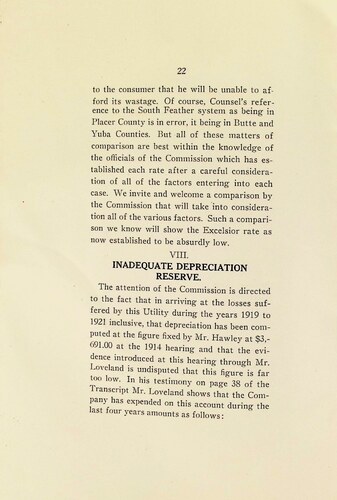 22
to the consumer that he will be unable to af-
ford its wastage. Of course, Counsel's refer-
ence to the South Feather system as being in
Placer County is in error, it being in Butte and
Yuba Counties. But all of these matters of
comparison are best within the knowledge of
the officials of the Commission which has es-
tablished each rate after a careful considera-
tion of all of the factors entering into each
case. We invite and welcome a comparison by
the Commission that will take into considera-
tion all of the various factors. Such a compari-
son we know will show the Excelsior rate as
now established to be absurdly low.
VIII.
INADEQUATE DEPRECIATION
RESERVE.
The attention of the Commission is directed
to the fact that in arriving at the losses suf-
fered by this Utility during the years 1919 to
1921 inclusive, that depreciation has been com-
puted at the figure fixed by Mr. Hawley at $3,-
691.00 at the 1914 hearing and that the evi-
dence introduced at this hearing through Mr.
Loveland is undisputed that this figure is far
too low. In his testimony on page 38 of the
Transcript Mr. Loveland shows that the Com-
pany has expended on this account during the
last four years amounts as follows: